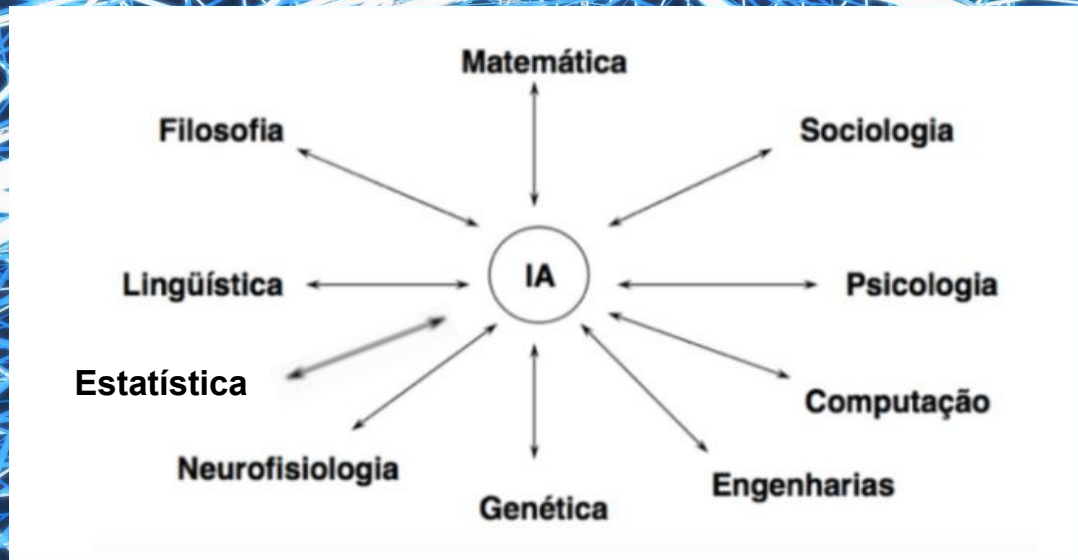 Matemática
Filosofia
Sociologia
IA
Lingüística
Psicologia
Estatística
Computação
Neurofisiologia
Engenharias
Genética